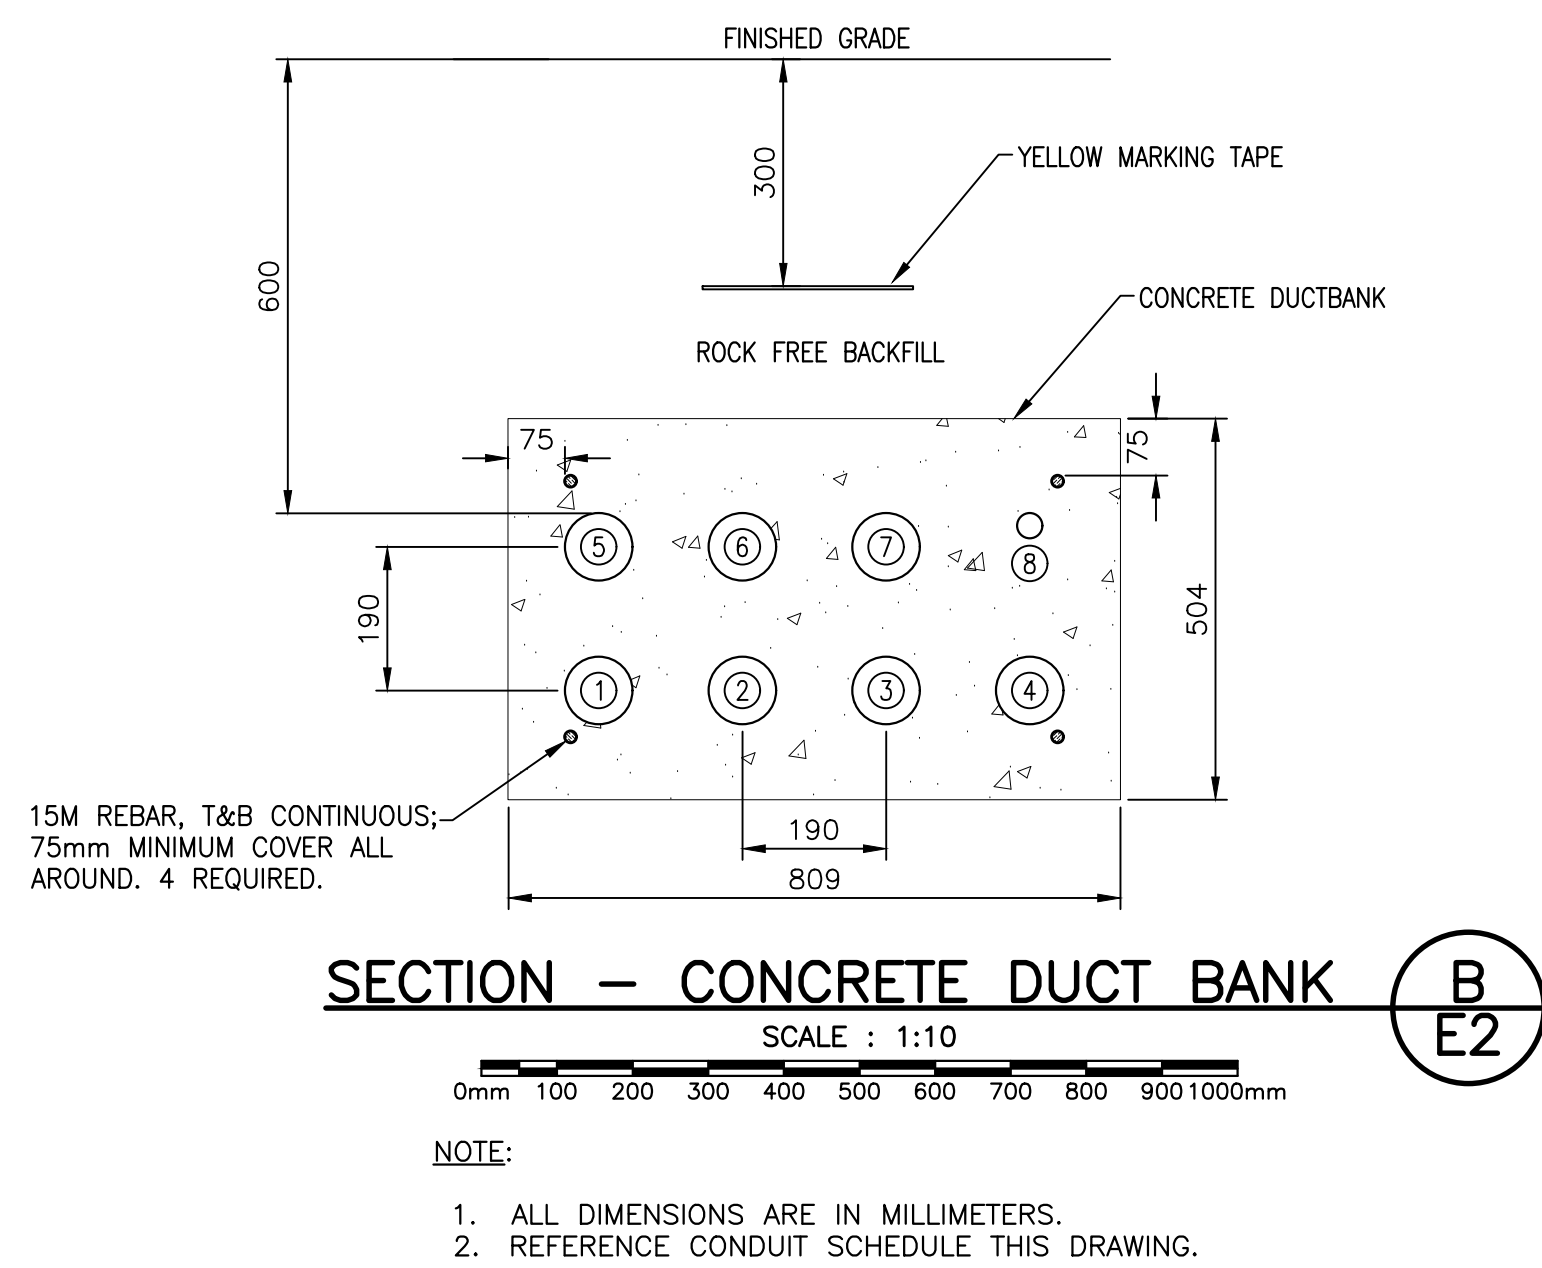 FINISHED GRADE
300
YELLOW MARKING TAPE
600
CONCRETE DUCTBANK
ROCK FREE BACKFILL
75
75
5
6
7
8
190
504
1
2
3
4
15M REBAR, T&B CONTINUOUS;
75mm MINIMUM COVER ALL
AROUND. 4 REQUIRED.
190
809
SECTION - CONCRETE DUCT BANK
B
E2
SCALE : 1:10
0mm 100 200 300 400 500 600 700 800 900 1000mm
NOTE:
1. ALL DIMENSIONS ARE IN MILLIMETERS.
2. REFERENCE CONDUIT SCHEDULE THIS DRAWING.